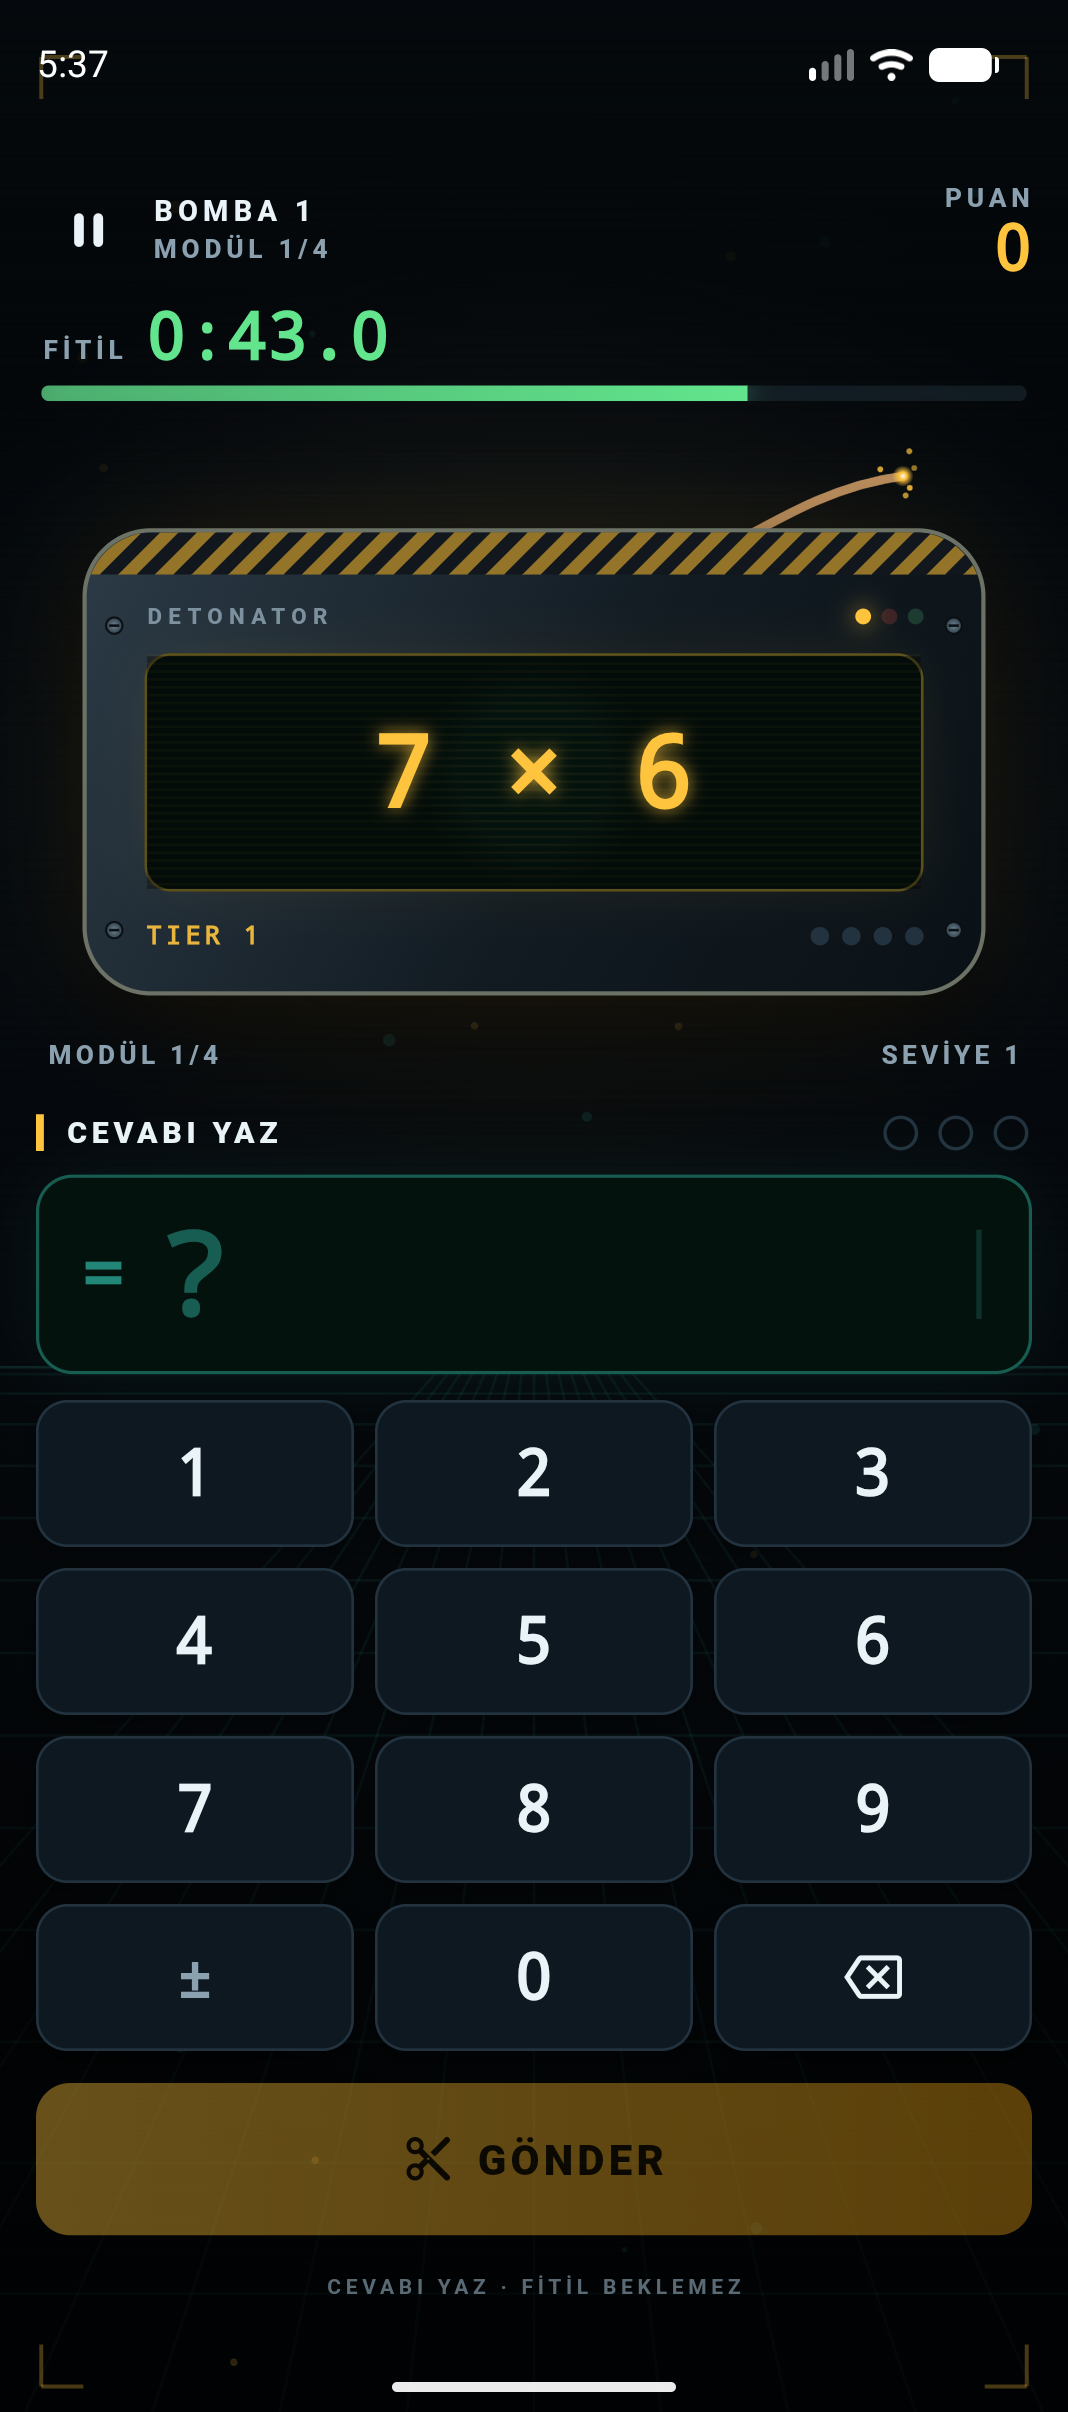 5:37
BOMBA 1
MODÜL 1/4
PUAN
0
FİTİL 0:43.0
DETONATOR
7 × 6
TIER 1
MODÜL 1/4
SEVİYE 1
CEVABI YAZ
= ?
1 2 3
4 5 6
7 8 9
± 0
GÖNDER
CEVABI YAZ · FİTİL BEKLEMEZ